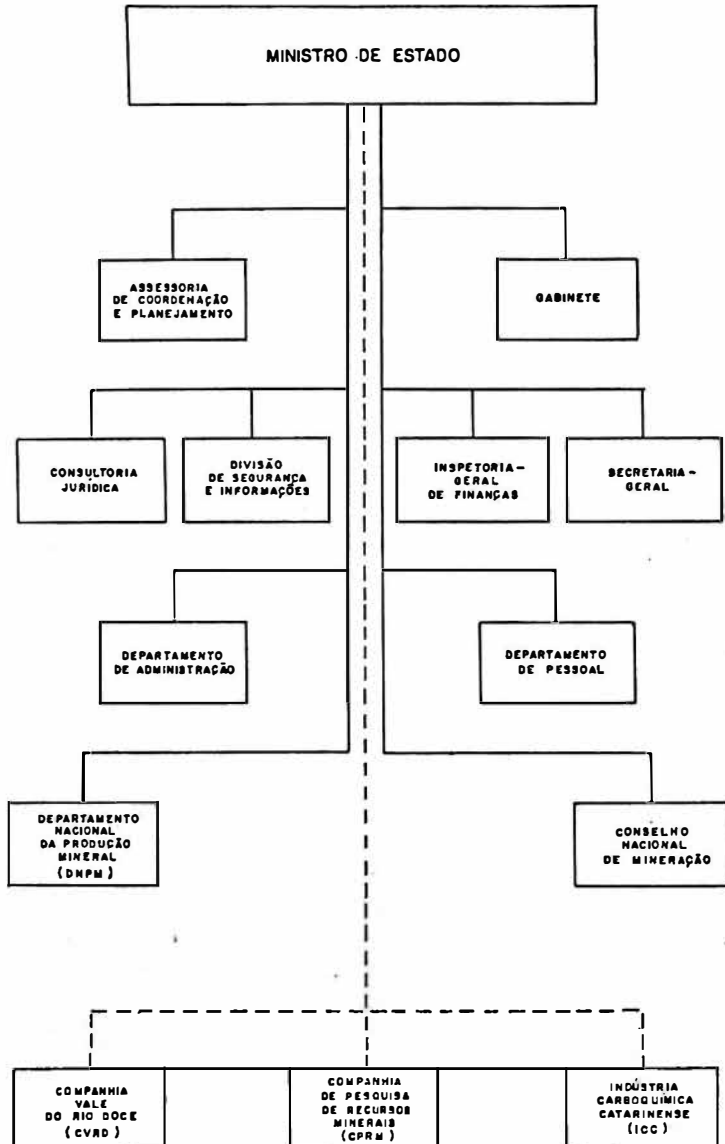 MINISTRO DE ESTADO
ASSESSORIA
DE COORDENAÇÃO
E PLANEJAMENTO
GABINETE
CONSULTORIA
JURÍDICA
DIVISÃO
DE SEGURANÇA
E INFORMAÇÕES
INSPETORIA-
GERAL
DE FINANÇAS
SECRETARIA-
GERAL
DEPARTAMENTO
DE ADMINISTRAÇÃO
DEPARTAMENTO
DE PESSOAL
DEPARTAMENTO
NACIONAL
DA PRODUÇÃO
MINERAL
(DNPM)
CONSELHO
NACIONAL
DE MINERAÇÃO
COMPANHIA
VALE
DO RIO DOCE
(CVRD)
COMPANHIA
DE PESQUISA
DE RECURSOS
MINERAIS
(CPRM)
INDÚSTRIA
CARBOQUÍMICA
CATARINENSE
(ICC)